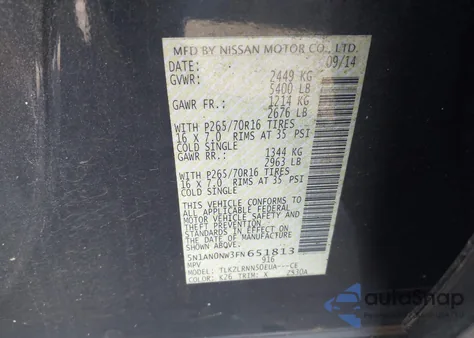 MFD BY NISSAN MOTOR CO., LTD.
DATE: 09/14
GVWR: 2449 KG
5400 LB
GAWR FR.: 1214 KG
2676 LB
WITH P265/70R16 TIRES
16 X 7.0 RIMS AT 35 PSI
COLD SINGLE
GAWR RR.: 1344 KG
2963 LB
WITH P265/70R16 TIRES
16 X 7.0 RIMS AT 35 PSI
COLD SINGLE
THIS VEHICLE CONFORMS TO
ALL APPLICABLE FEDERAL
MOTOR VEHICLE SAFETY AND
THEFT PREVENTION
STANDARDS IN EFFECT ON
THE DATE OF MANUFACTURE
SHOWN ABOVE.
5N1AN0NW3FN651813
MPV 916
MODEL:
COLOR: K26 TRIM: X 2930A
autoSnap